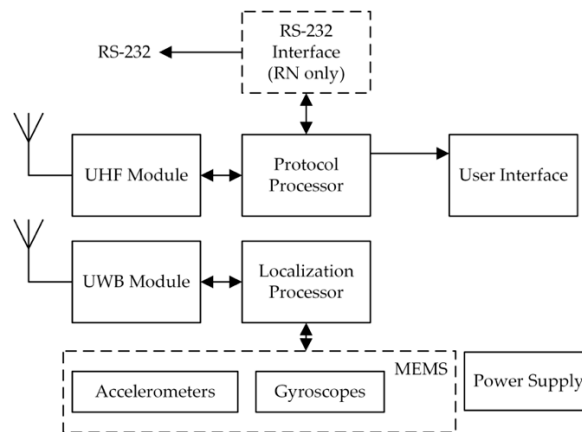 RS-232
RS-232
Interface
(RN only)
UHF Module
Protocol
Processor
User Interface
UWB Module
Localization
Processor
MEMS
Accelerometers
Gyroscopes
Power Supply